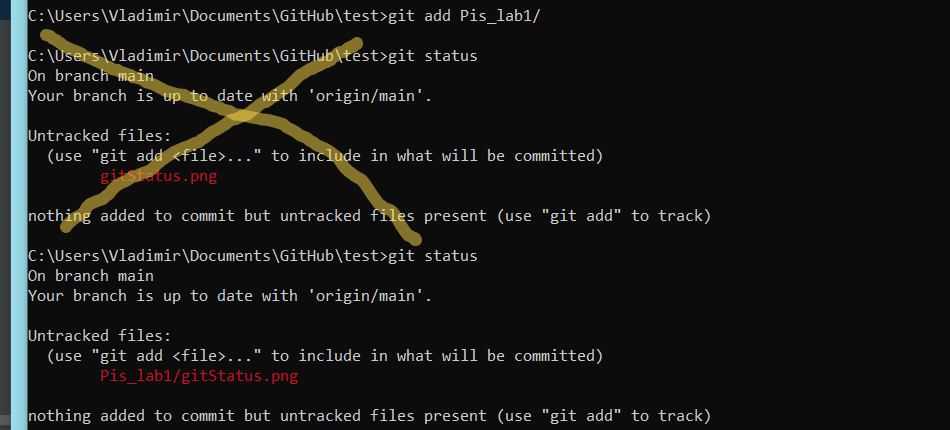 C:\Users\Vladimir\Documents\GitHub\test>git add Pis_lab1/
C:\Users\Vladimir\Documents\GitHub\test>git status
On branch main
Your branch is up to date with 'origin/main'.
Untracked files:
  (use "git add <file>..." to include in what will be committed)
        gitStatus.png
nothing added to commit but untracked files present (use "git add" to track)
C:\Users\Vladimir\Documents\GitHub\test>git status
On branch main
Your branch is up to date with 'origin/main'.
Untracked files:
  (use "git add <file>..." to include in what will be committed)
        Pis_lab1/gitStatus.png
nothing added to commit but untracked files present (use "git add" to track)